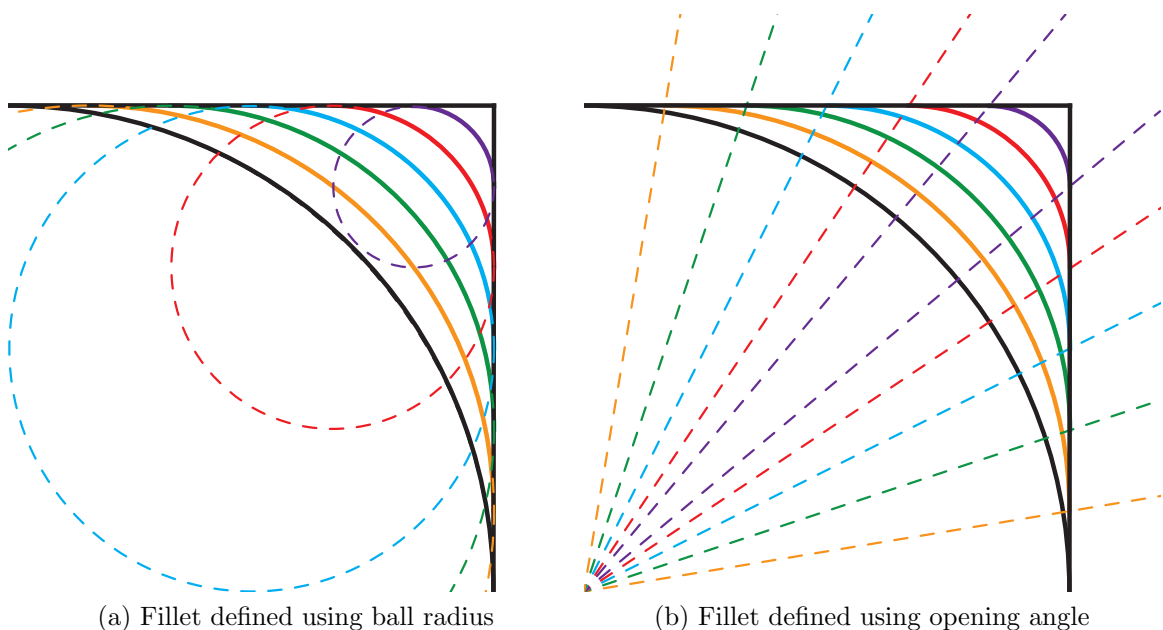 (a) Fillet defined using ball radius
(b) Fillet defined using opening angle